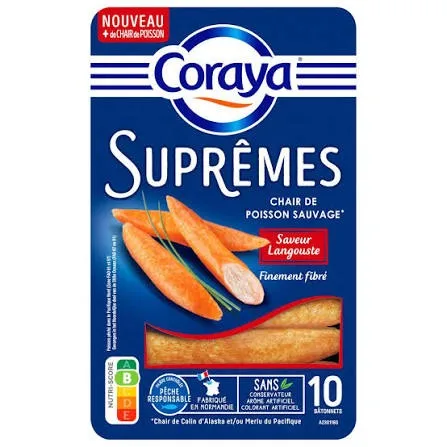 NOUVEAU
+ de CHAIR de POISSON
Coraya
SUPRÊMES
CHAIR DE
POISSON SAUVAGE*
Saveur
Langouste
Finement fibré
NUTRI-SCORE
A
B
C
D
E
PÊCHE
RESPONSABLE
FABRIQUÉ
EN NORMANDIE
SANS
CONSERVATEUR
ARÔME ARTIFICIEL
COLORANT ARTIFICIEL
10
BÂTONNETS
*Chair de Colin d'Alaska et/ou Merlu du Pacifique